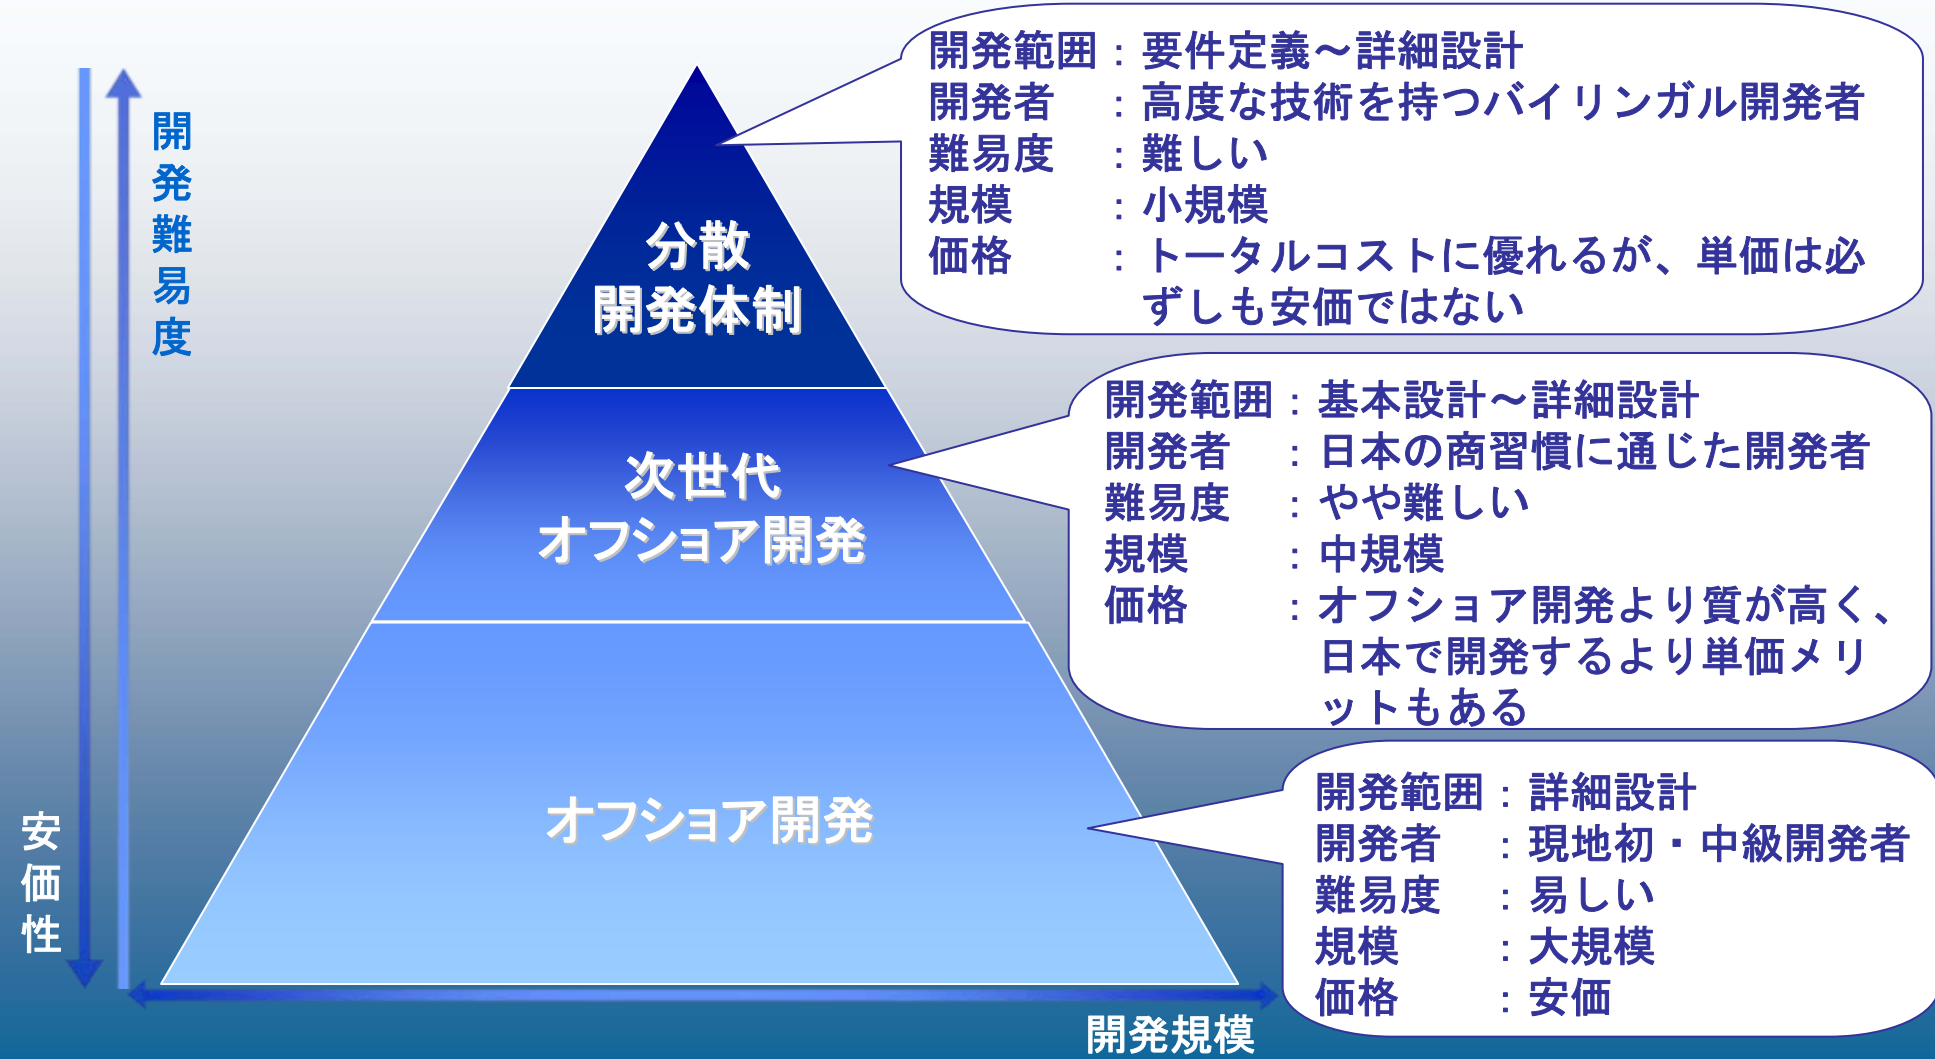 開発難易度
安価性
分散
開発体制
次世代
オフショア開発
オフショア開発
開発規模
開発範囲：要件定義～詳細設計
開発者　：高度な技術を持つバイリンガル開発者
難易度　：難しい
規模　　：小規模
価格　　：トータルコストに優れるが、単価は必
ずしも安価ではない
開発範囲：基本設計～詳細設計
開発者　：日本の商習慣に通じた開発者
難易度　：やや難しい
規模　　：中規模
価格　　：オフショア開発より質が高く、
日本で開発するより単価メリ
ットもある
開発範囲：詳細設計
開発者　：現地初・中級開発者
難易度　：易しい
規模　　：大規模
価格　　：安価